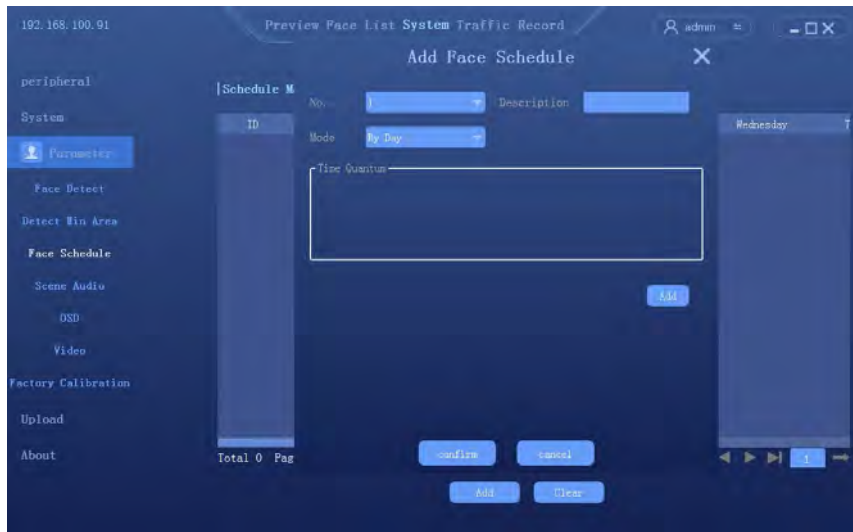 192.168.100.91
Preview Face List System Traffic Record
admin
Add Face Schedule
peripheral
System
Parameter
Face Detect
Detect Min Area
Face Schedule
Scene Audio
OSD
Video
Factory Calibration
Upload
About
|Schedule M
No. 1 Description
ID
Mode By Day
Wednesday T
Time Quantum
Add
Total 0 Pag
confirm cancel
1
Add Clear